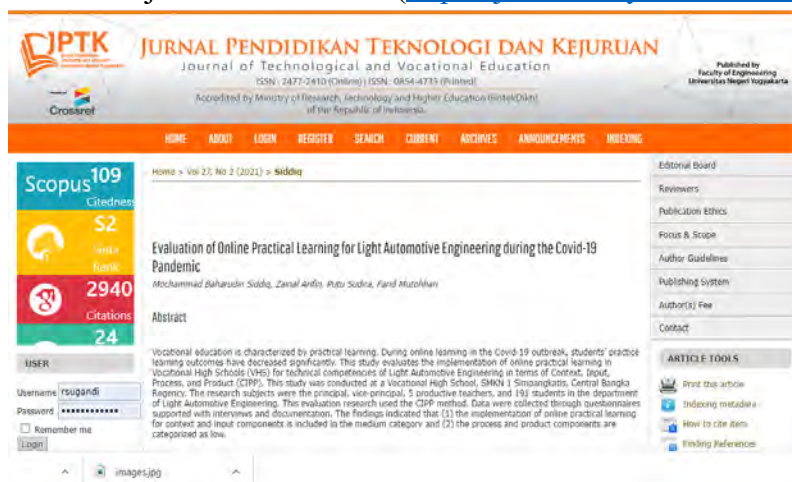 JPTK
JURNAL PENDIDIKAN TEKNOLOGI DAN KEJURUAN
Journal of Technological and Vocational Education
ISSN : 2477-2410 (Online) | ISSN : 0854-4735 (Printed)
Accredited by Ministry of Research, Technology and Higher Education (RistekDikti)
of the Republic of Indonesia
Published by
Faculty of Engineering
Universitas Negeri Yogyakarta
Crossref
HOME ABOUT LOGIN REGISTER SEARCH CURRENT ARCHIVES ANNOUNCEMENTS INDEXING
Scopus 109
Citedness
S2
Sinta
Rank
2940
Citations
24
USER
Username rsugandi
Password
Remember me
Login
Home > Vol 27, No 2 (2021) > Siddiq
Evaluation of Online Practical Learning for Light Automotive Engineering during the Covid-19
Pandemic
Mochammad Baharudin Siddiq, Zainal Arifin, Putu Sudira, Farid Mutohhari
Abstract
Vocational education is characterized by practical learning. During online learning in the Covid-19 outbreak, students' practice
learning outcomes have decreased significantly. This study evaluates the implementation of online practical learning in
Vocational High Schools (VHS) for technical competencies of Light Automotive Engineering in terms of Context, Input,
Process, and Product (CIPP). This study was conducted at a Vocational High School, SMKN 1 Simpangkatis, Central Bangka
Regency. The research subjects were the principal, vice-principal, 5 productive teachers, and 191 students in the department
of Light Automotive Engineering. This evaluation research used the CIPP method. Data were collected through questionnaires
supported with interviews and documentation. The findings indicated that (1) the implementation of online practical learning
for context and input components is included in the medium category and (2) the process and product components are
categorized as low.
Editorial Board
Reviewers
Publication Ethics
Focus & Scope
Author Guidelines
Publishing System
Author(s) Fee
Contact
ARTICLE TOOLS
Print this article
Indexing metadata
How to cite item
Finding References
images.jpg